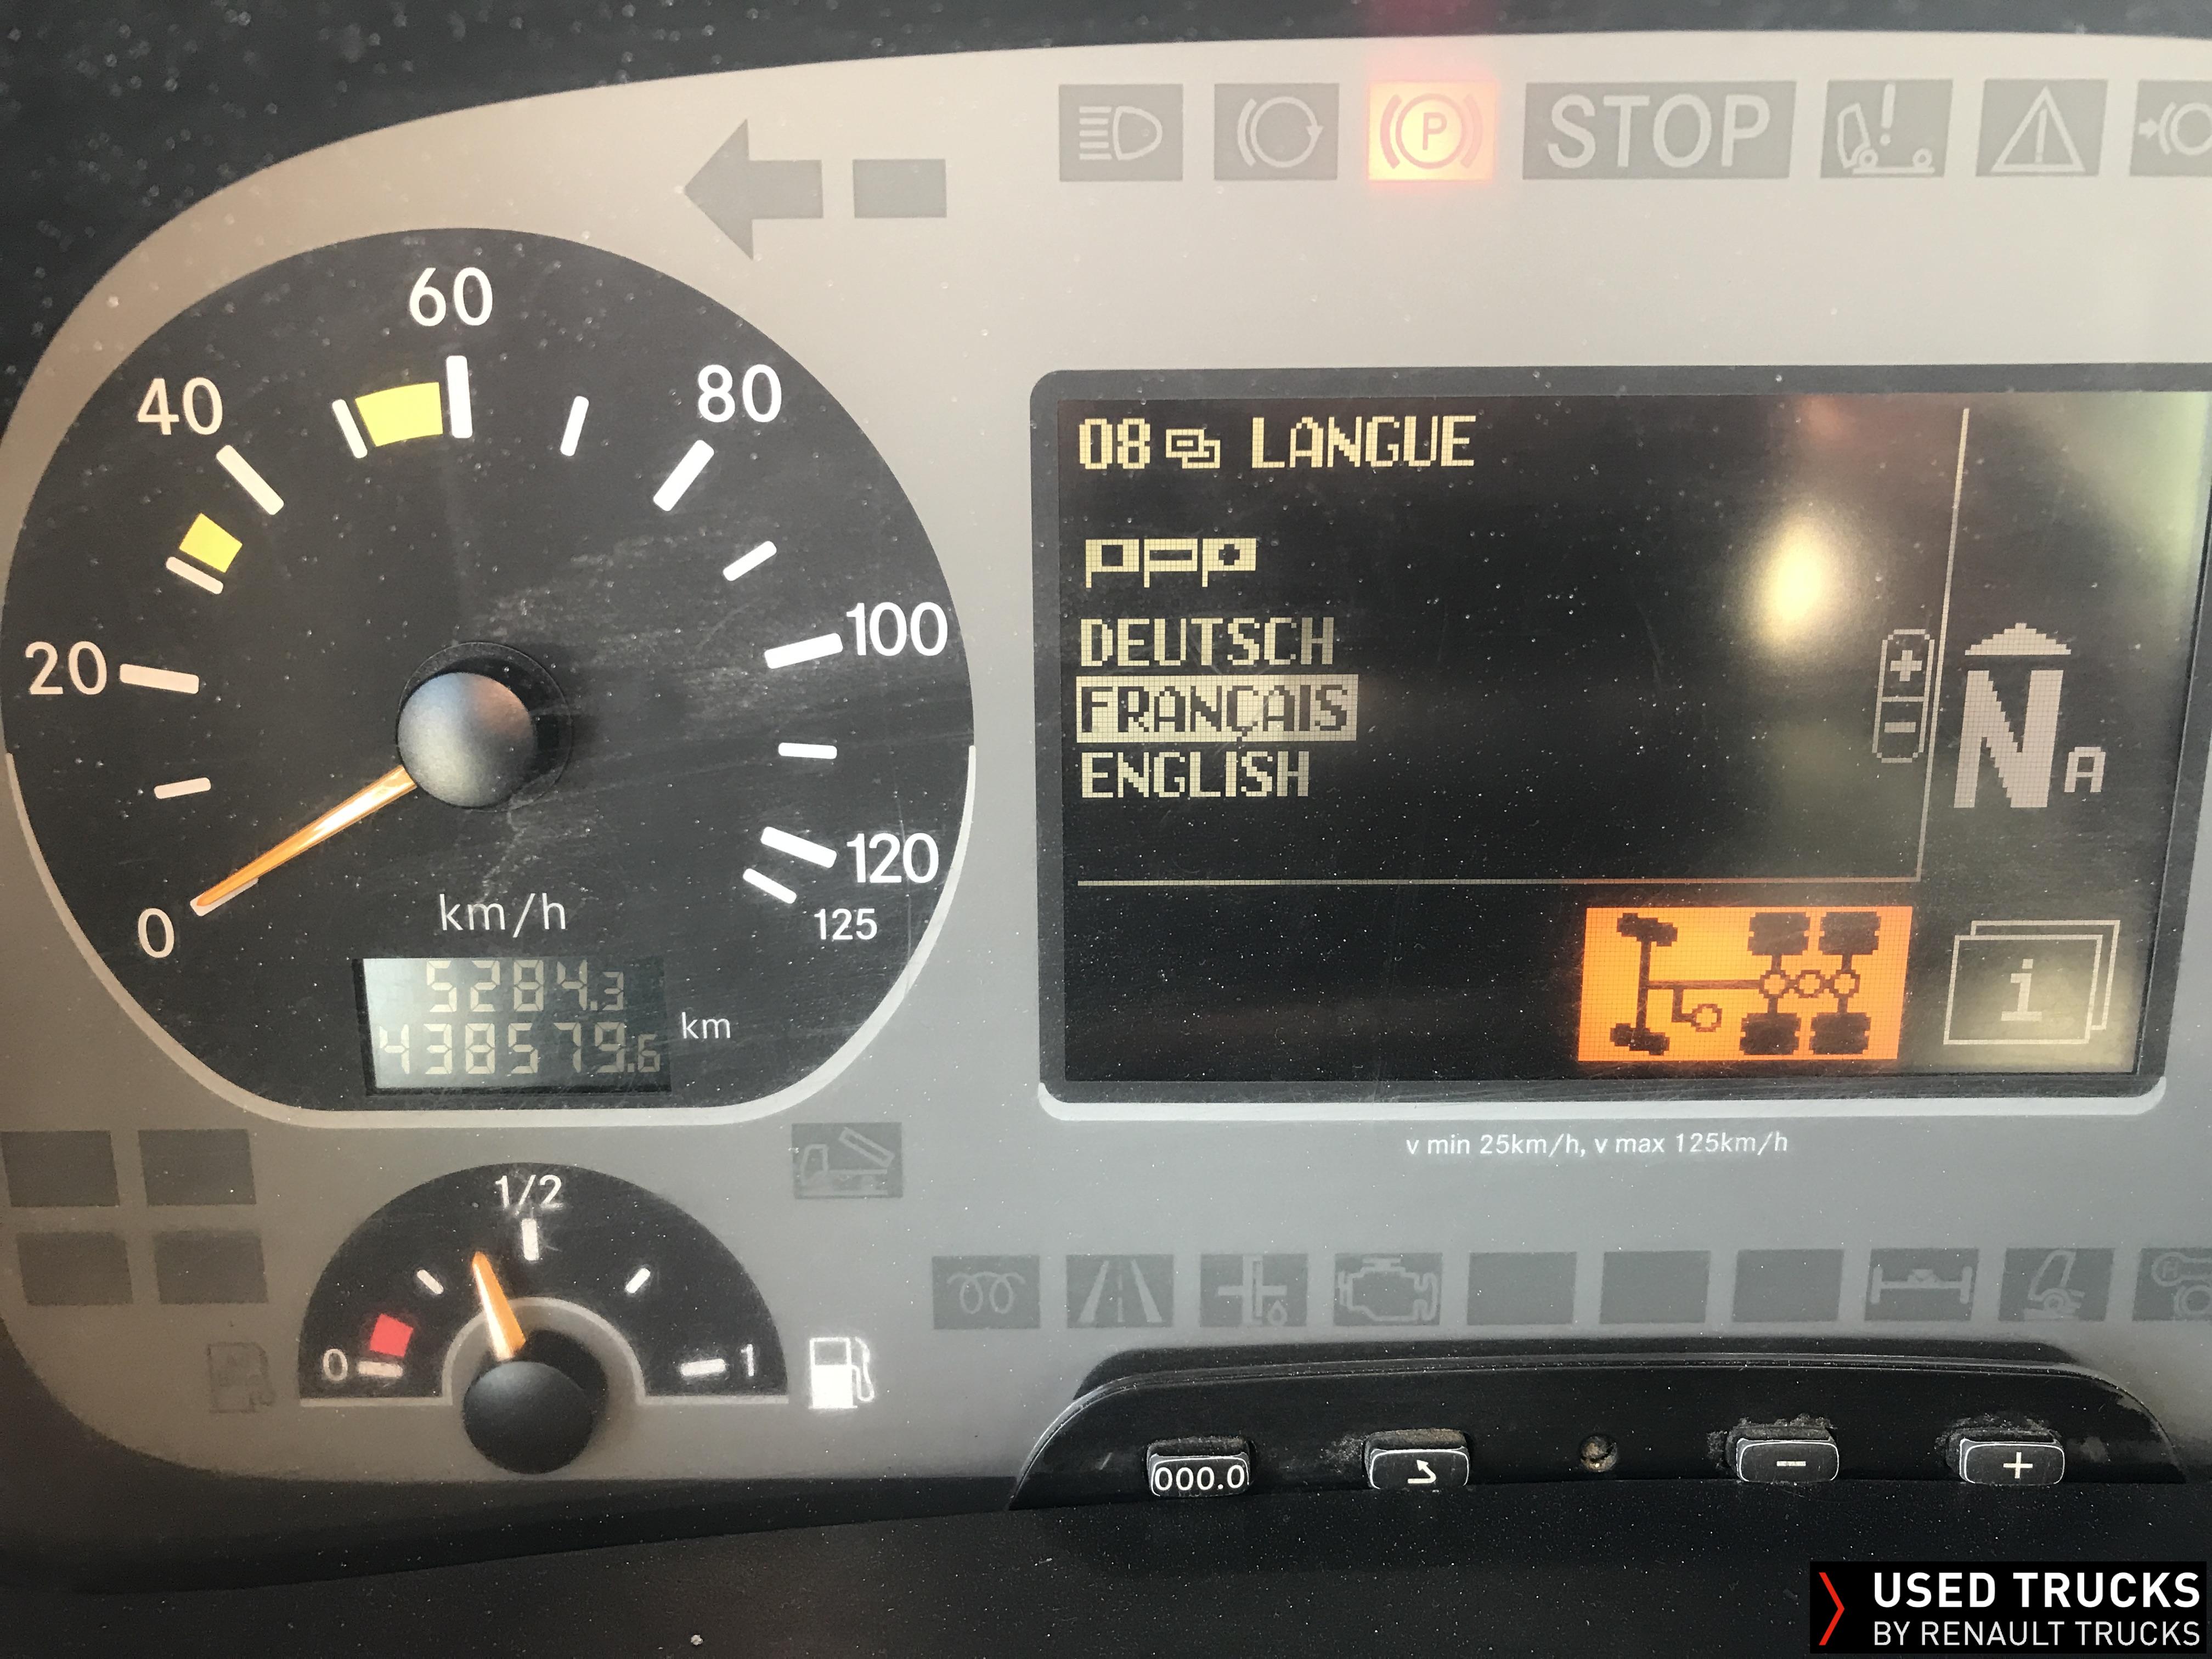 STOP
60
40
80
20
100
0
120
125
km/h
5284.3
438579.6 km
08 LANGUE
DEUTSCH
FRANÇAIS
ENGLISH
+
-
N A
i
v min 25km/h, v max 125km/h
1/2
0
1
P
000.0
-
+
USED TRUCKS
BY RENAULT TRUCKS